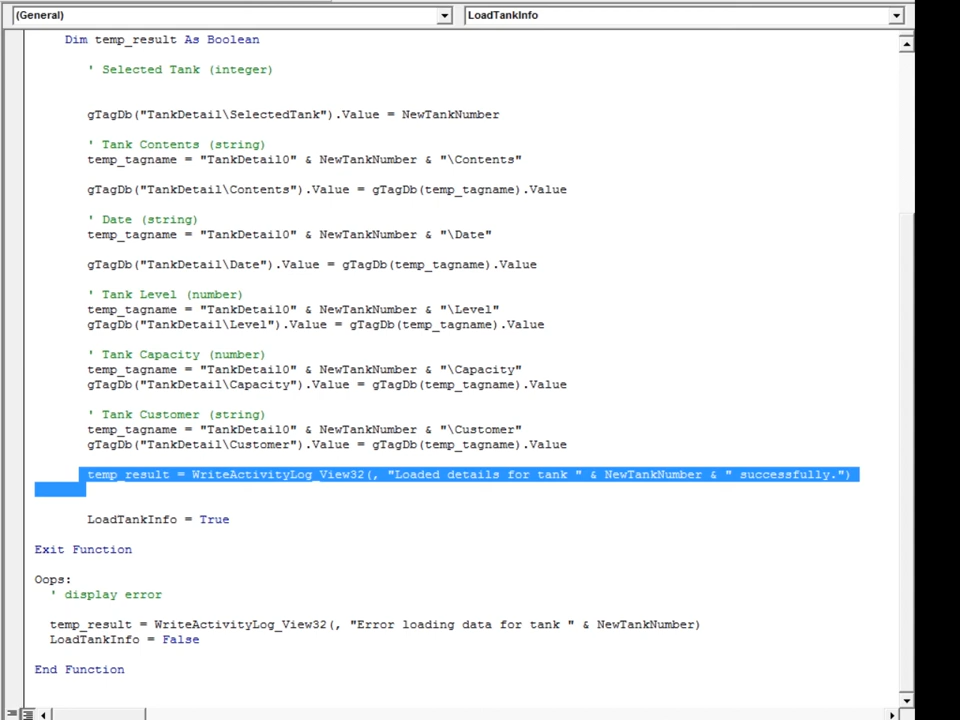 (General)
LoadTankInfo
Dim temp_result As Boolean
' Selected Tank (integer)
gTagDb("TankDetail\SelectedTank").Value = NewTankNumber
' Tank Contents (string)
temp_tagname = "TankDetail0" & NewTankNumber & "\Contents"
gTagDb("TankDetail\Contents").Value = gTagDb(temp_tagname).Value
' Date (string)
temp_tagname = "TankDetail0" & NewTankNumber & "\Date"
gTagDb("TankDetail\Date").Value = gTagDb(temp_tagname).Value
' Tank Level (number)
temp_tagname = "TankDetail0" & NewTankNumber & "\Level"
gTagDb("TankDetail\Level").Value = gTagDb(temp_tagname).Value
' Tank Capacity (number)
temp_tagname = "TankDetail0" & NewTankNumber & "\Capacity"
gTagDb("TankDetail\Capacity").Value = gTagDb(temp_tagname).Value
' Tank Customer (string)
temp_tagname = "TankDetail0" & NewTankNumber & "\Customer"
gTagDb("TankDetail\Customer").Value = gTagDb(temp_tagname).Value
temp_result = WriteActivityLog_View32(, "Loaded details for tank " & NewTankNumber & " successfully.")
LoadTankInfo = True
Exit Function
Oops:
' display error
temp_result = WriteActivityLog_View32(, "Error loading data for tank " & NewTankNumber)
LoadTankInfo = False
End Function